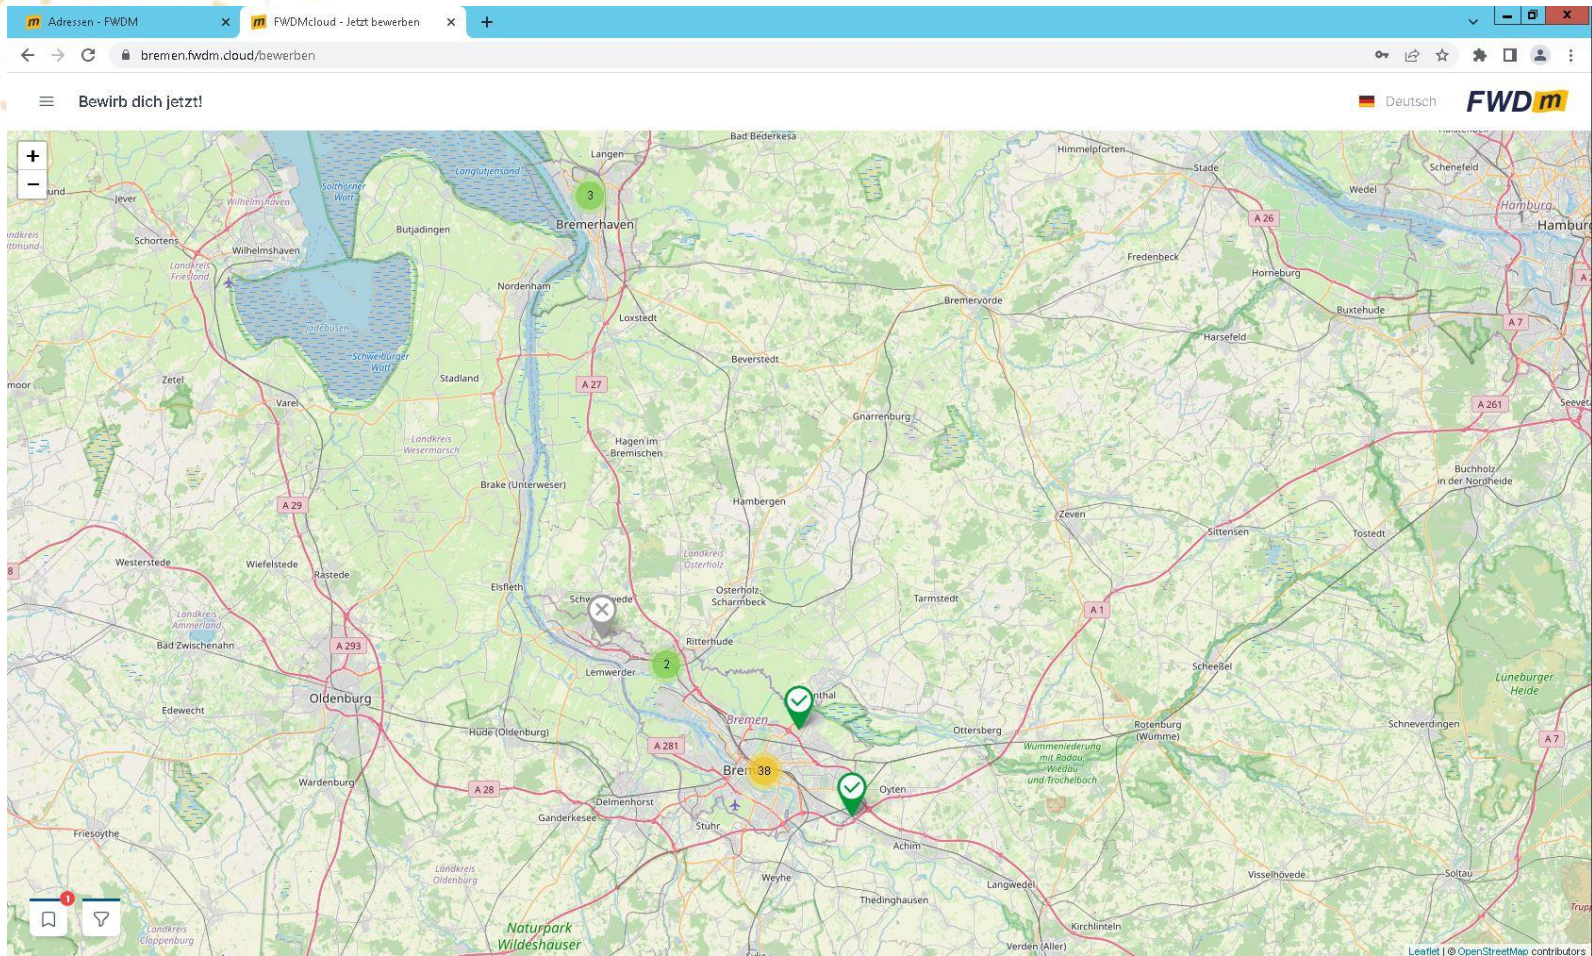 Adressen - FWDM
FWDMcloud - Jetzt bewerben
bremen.fwdm.cloud/bewerben
Bewirb dich jetzt!
Deutsch
FWDm
+
−
Bad Bederkesa
Langen
Himmelpforten
Stade
Schenefeld
Wedel
Hamburg
Hamburg
Jever
Solthörner
Watt
Langlütjensand
3
Bremerhaven
Wilhelmshaven
Butjadingen
A 26
Schortens
Wilhelmshaven
Landkreis
Friesland
Fredenbeck
Horneburg
Nordenham
Bremervörde
Loxstedt
Buxtehude
Jadebusen
Harsefeld
A 7
Schweiburger
Watt
Beverstedt
Zetel
Stadland
A 27
Varel
Gnarrenburg
A 261
Landkreis
Wesermarsch
Hagen im
Bremischen
Buchholz
in der Nordheide
Brake (Unterweser)
Hambergen
A 29
Zeven
Sittensen
Tostedt
Westerstede
Wiefelstede
Rastede
Landkreis
Osterholz
Elsfleth
Osterholz-
Scharmbeck
Tarmstedt
A 1
Landkreis
Ammerland
Bad Zwischenahn
A 293
Ritterhude
2
Lemwerder
Scheeßel
Lüneburger
Heide
Oldenburg
Edewecht
Bremen
Hude (Oldenburg)
Ottersberg
Rotenburg
(Wümme)
Schneverdingen
A 7
A 281
Wümmeniederung
mit Rodau,
Wiedau
und Trochelbach
38
Wardenburg
A 28
Delmenhorst
Oyten
Ganderkesee
Stuhr
Friesoythe
Achim
Landkreis
Oldenburg
Weyhe
Langwedel
Visselhövede
Soltau
Thedinghausen
1
Landkreis
Cloppenburg
Naturpark
Wildeshauser
Kirchlinteln
Verden (Aller)
Leaflet | © OpenStreetMap contributors